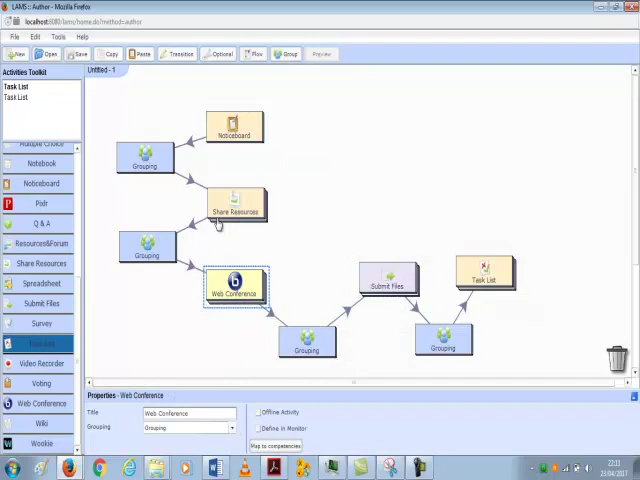 LAMS :: Author - Mozilla Firefox
localhost:8080/lams/home.do?method=author
File Edit Tools Help
New Open Save Copy Paste Transition Optional Flow Group Preview
Activities Toolkit
Task List
Task List
Multiple Choice
Notebook
Noticeboard
Pixlr
Q & A
Resources&Forum
Share Resources
Spreadsheet
Submit Files
Survey
Video Recorder
Voting
Web Conference
Wiki
Wookie
Untitled - 1
Noticeboard
Grouping
Share Resources
Grouping
Web Conference
Grouping
Submit Files
Grouping
Task List
Properties - Web Conference
Title Web Conference
Grouping Grouping
Offline Activity
Define in Monitor
Map to competencies
22:11
23/04/2017